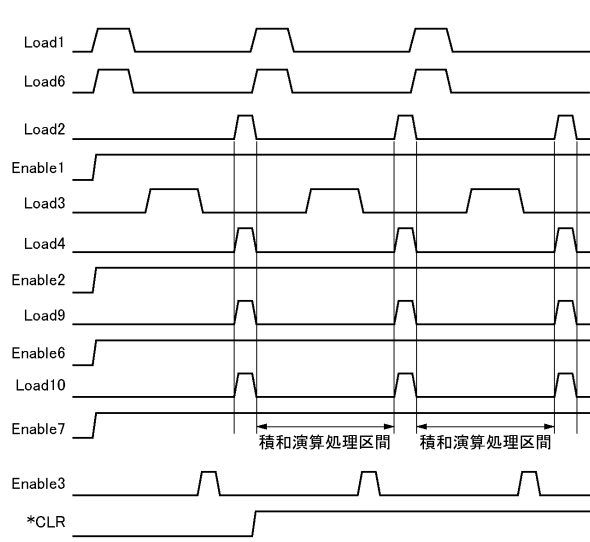 Load1
Load6
Load2
Enable1
Load3
Load4
Enable2
Load9
Enable6
Load10
Enable7
積和演算処理区間 積和演算処理区間
Enable3
*CLR